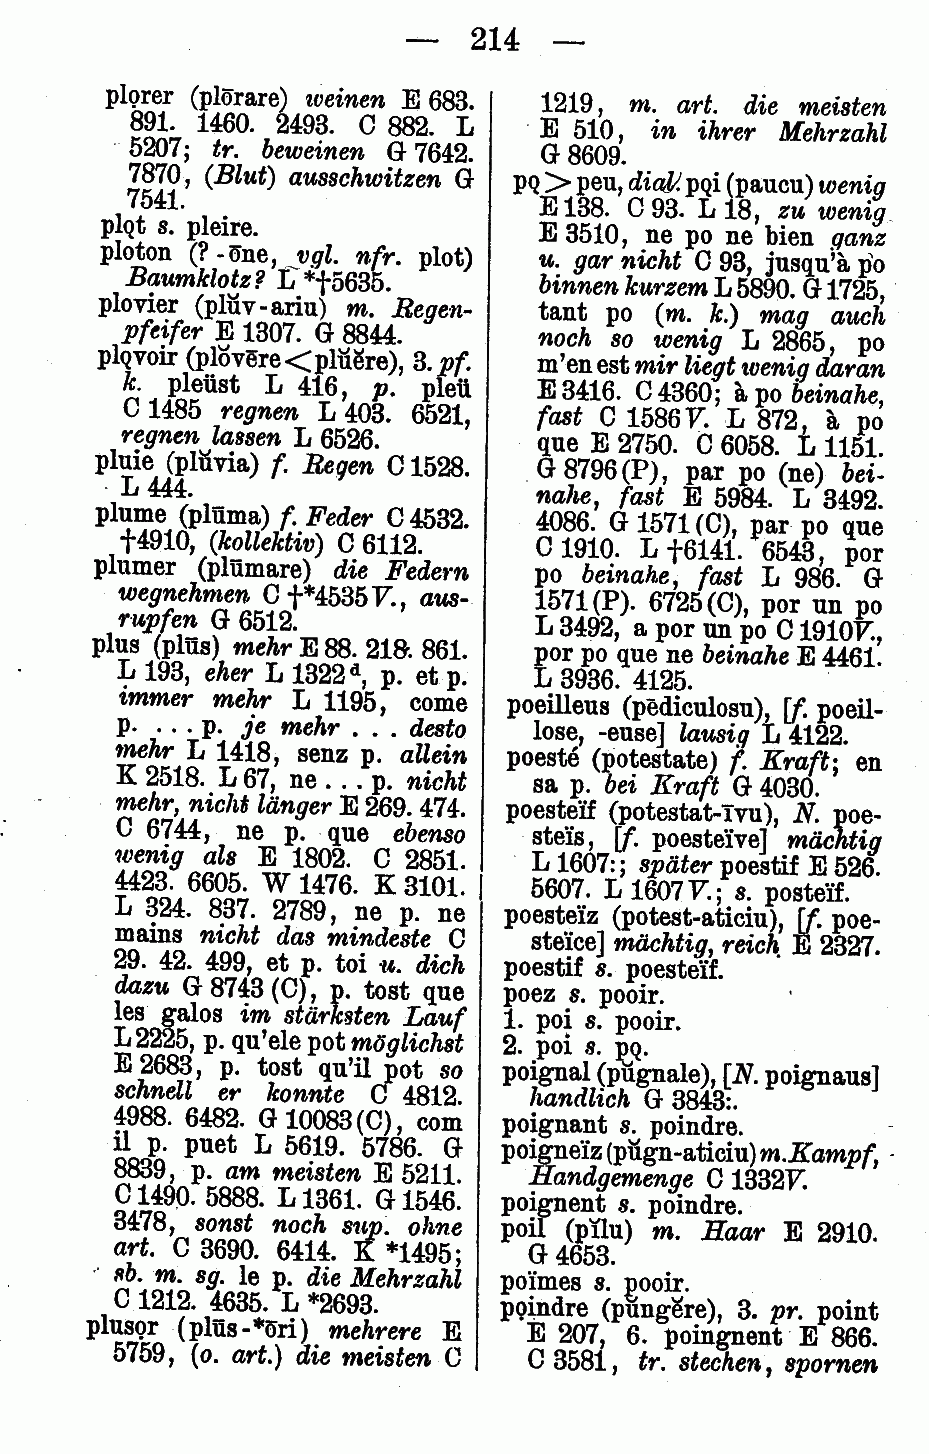 — 214 —
plọrer (plōrare) weinen E 683.
891. 1460. 2493. C 882. L
5207; tr. beweinen G 7642.
7870, (Blut) ausschwitzen G
7541.
plǫt s. pleire.
ploton (? -ōne, vgl. nfr. plot)
Baumklotz? L *†5635.
plovier (plŭv-ariu) m. Regen-
pfeifer E 1307. G 8844.
plǫvoir (plŏvēre<plŭĕre), 3. pf.
k. pleüst L 416, p. pleü
C 1485 regnen L 403. 6521,
regnen lassen L 6526.
pluie (plŭvia) f. Regen C 1528.
L 444.
plume (plūma) f. Feder C 4532.
†4910, (kollektiv) C 6112.
plumer (plūmare) die Federn
wegnehmen C †*4535 V., aus-
rupfen G 6512.
plus (plūs) mehr E 88. 218. 861.
L 193, eher L 1322ᵈ, p. et p.
immer mehr L 1195, come
p. . . . p. je mehr . . . desto
mehr L 1418, senz p. allein
K 2518. L 67, ne . . . p. nicht
mehr, nicht länger E 269. 474.
C 6744, ne p. que ebenso
wenig als E 1802. C 2851.
4423. 6605. W 1476. K 3101.
L 324. 837. 2789, ne p. ne
mains nicht das mindeste C
29. 42. 499, et p. toi u. dich
dazu G 8743 (C), p. tost que
les galos im stärksten Lauf
L 2225, p. qu'ele pot möglichst
E 2683, p. tost qu'il pot so
schnell er konnte C 4812.
4988. 6482. G 10083 (C), com
il p. puet L 5619. 5786. G
8839, p. am meisten E 5211.
C 1490. 5888. L 1361. G 1546.
3478, sonst noch sup. ohne
art. C 3690. 6414. K *1495;
sb. m. sg. le p. die Mehrzahl
C 1212. 4635. L *2693.
plusọr (plūs-*ōri) mehrere E
5759, (o. art.) die meisten C
1219, m. art. die meisten
E 510, in ihrer Mehrzahl
G 8609.
pǫ > peu, dial. pǫi (paucu) wenig
E 138. C 93. L 18, zu wenig
E 3510, ne po ne bien ganz
u. gar nicht C 93, jusqu'à po
binnen kurzem L 5890. G 1725,
tant po (m. k.) mag auch
noch so wenig L 2865, po
m'en est mir liegt wenig daran
E 3416. C 4360; à po beinahe,
fast C 1586 V. L 872, à po
que E 2750. C 6058. L 1151.
G 8796 (P), par po (ne) bei-
nahe, fast E 5984. L 3492.
4086. G 1571 (C), par po que
C 1910. L †6141. 6543, por
po beinahe, fast L 986. G
1571 (P). 6725 (C), por un po
L 3492, a por un po C 1910V.,
por po que ne beinahe E 4461.
L 3936. 4125.
poeilleus (pēdiculosu), [f. poeil-
lose, -euse] lausig L 4122.
poesté (potestate) f. Kraft; en
sa p. bei Kraft G 4030.
poesteïf (potestat-īvu), N. poe-
steïs, [f. poesteïve] mächtig
L 1607:; später poestif E 526.
5607. L 1607 V.; s. posteïf.
poesteïz (potest-aticiu), [f. poe-
steïce] mächtig, reich E 2327.
poestif s. poesteïf.
poez s. pooir.
1. poi s. pooir.
2. poi s. pǫ.
poignal (pŭgnale), [N. poignaus]
handlich G 3843:.
poignant s. poindre.
poigneïz (pŭgn-aticiu) m. Kampf,
Handgemenge C 1332V.
poignent s. poindre.
poil (pĭlu) m. Haar E 2910.
G 4653.
poïmes s. pooir.
pọindre (pŭngĕre), 3. pr. point
E 207, 6. poingnent E 866.
C 3581, tr. stechen, spornen